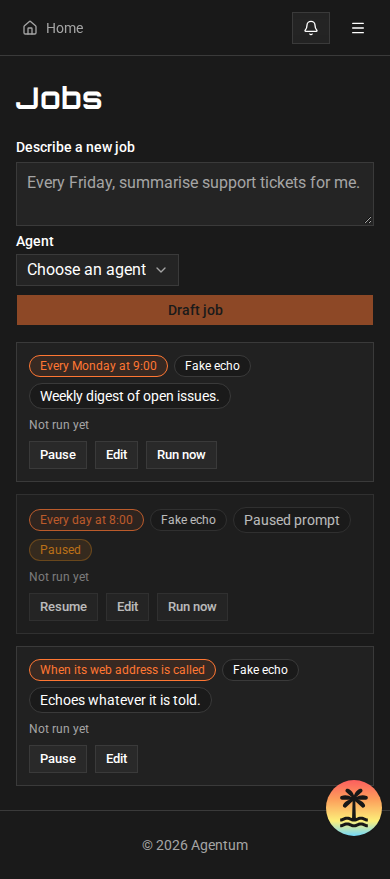 Home
Jobs
Describe a new job
Every Friday, summarise support tickets for me.
Agent
Choose an agent
Draft job
Every Monday at 9:00 Fake echo
Weekly digest of open issues.
Not run yet
Pause Edit Run now
Every day at 8:00 Fake echo Paused prompt
Paused
Not run yet
Resume Edit Run now
When its web address is called Fake echo
Echoes whatever it is told.
Not run yet
Pause Edit
© 2026 Agentum